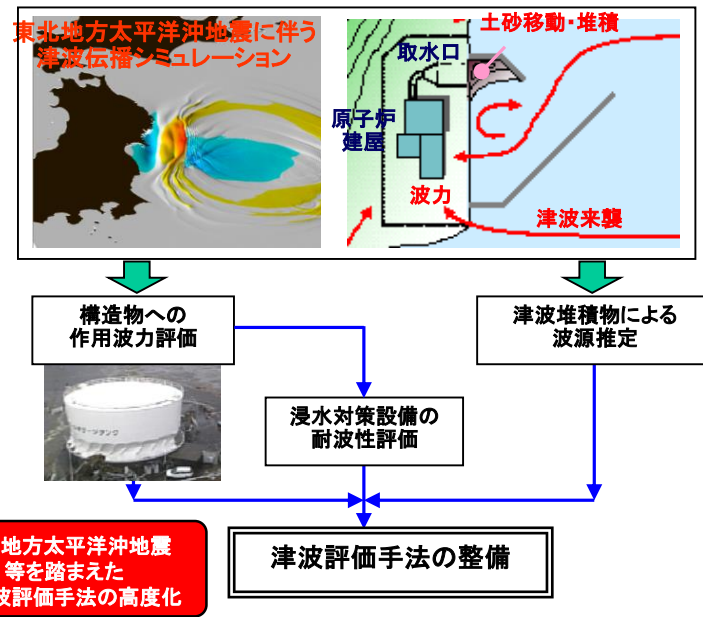 東北地方太平洋沖地震に伴う
津波伝播シミュレーション
土砂移動・堆積
取水口
原子炉
建屋
波力
津波来襲
構造物への
作用波力評価
津波堆積物による
波源推定
浸水対策設備の
耐波性評価
地方太平洋沖地震
等を踏まえた
波評価手法の高度化
津波評価手法の整備